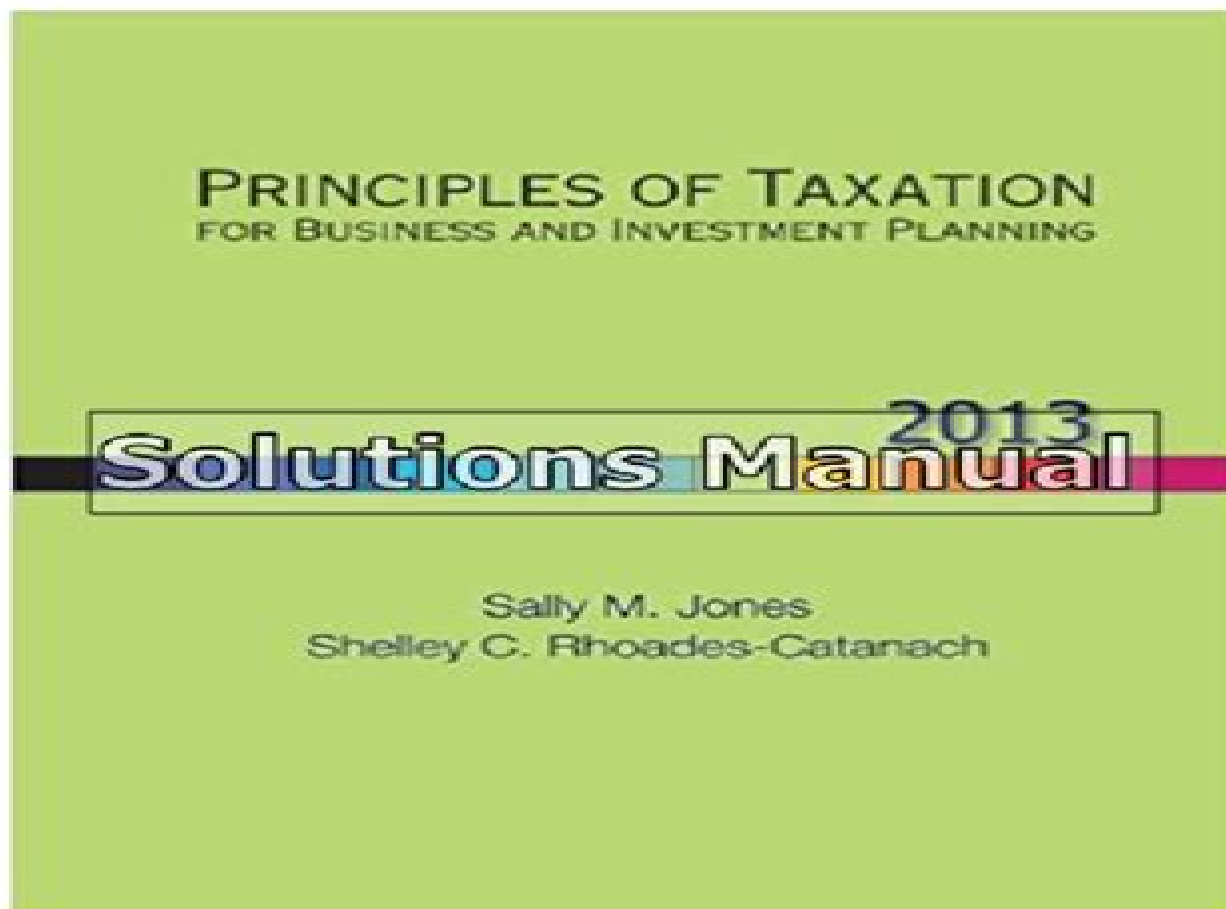 PRINCIPLES OF TAXATION
FOR BUSINESS AND INVESTMENT PLANNING
2013
Solutions Manual
Sally M. Jones
Shelley C. Rhoades-Catanach